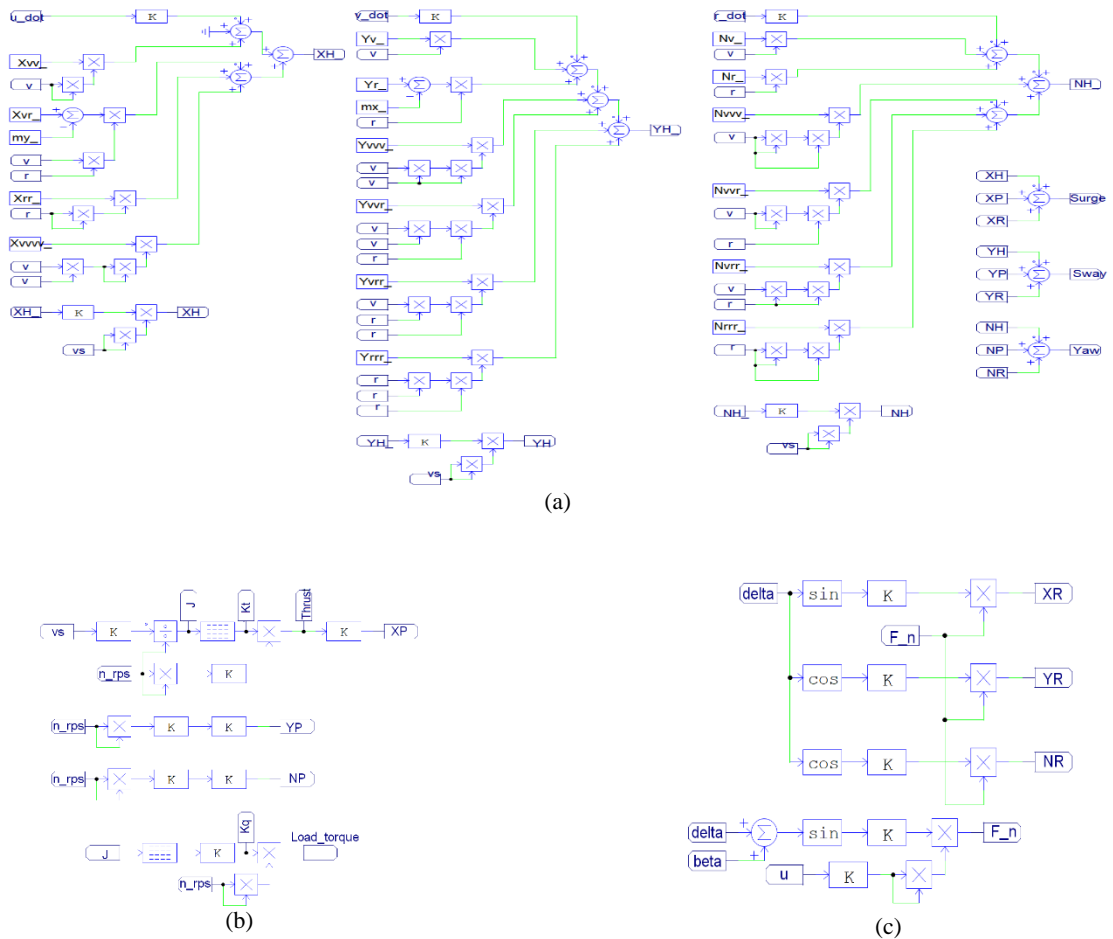 u_dot
K
Xvv_
v
Xvr_
my_
v
r
Xrr_
r
Xvvvv_
v
v
XH_
XH_
K
XH
vs
v_dot
K
Yv_
v
Yr_
mx_
r
Yvvv_
v
v
Yvvr_
v
v
r
Yvrr_
v
r
r
Yrrr_
r
r
r
YH_
YH_
K
YH
vs
r_dot
K
Nv_
v
Nr_
r
Nvvv_
v
Nvvr_
v
r
Nvrr_
v
r
Nrrr_
r
NH_
NH_
K
NH
vs
XH
XP
XR
Surge
YH
YP
YR
Sway
NH
NP
NR
Yaw
(a)
vs
K
J
Kt
Thrust
K
XP
n_rps
K
n_rps
K
K
YP
n_rps
K
K
NP
J
K
Kq
Load_torque
n_rps
(b)
delta
sin
K
XR
F_n
cos
K
YR
cos
K
NR
delta
beta
sin
K
F_n
u
K
(c)